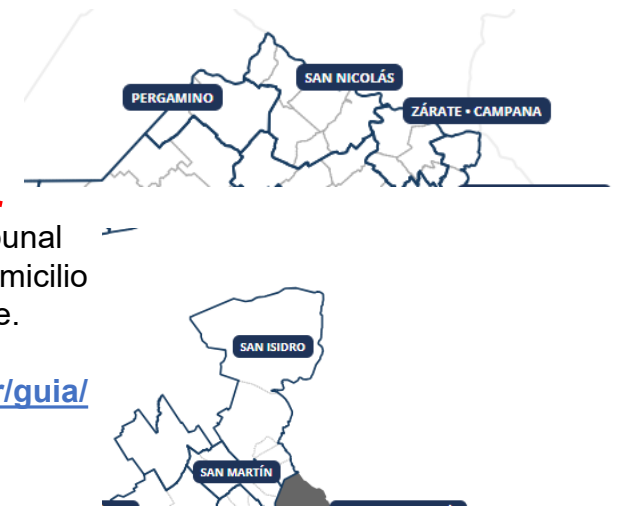 SAN NICOLÁS
PERGAMINO
ZÁRATE • CAMPANA
ounal
micilio
e.
SAN ISIDRO
r/guia/
SAN MARTÍN